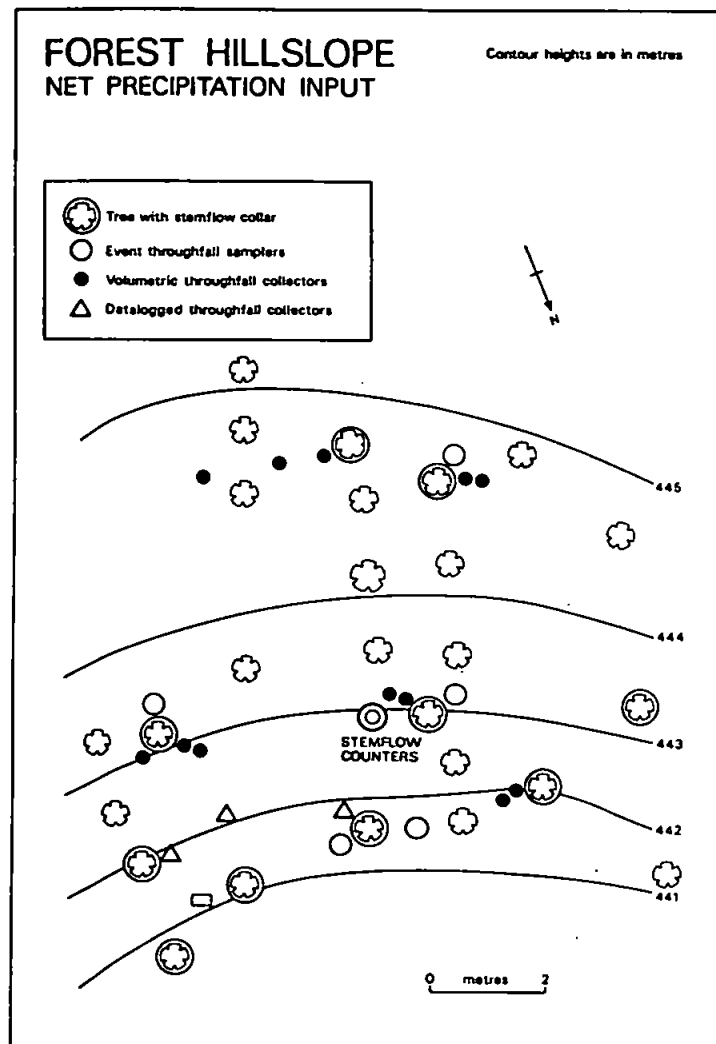 FOREST HILLSLOPE
NET PRECIPITATION INPUT
Contour heights are in metres
Tree with stemflow collar
Event throughfall samplers
Volumetric throughfall collectors
Datalogged throughfall collectors
N
445
444
443
STEMFLOW
COUNTERS
442
441
0 metres 2